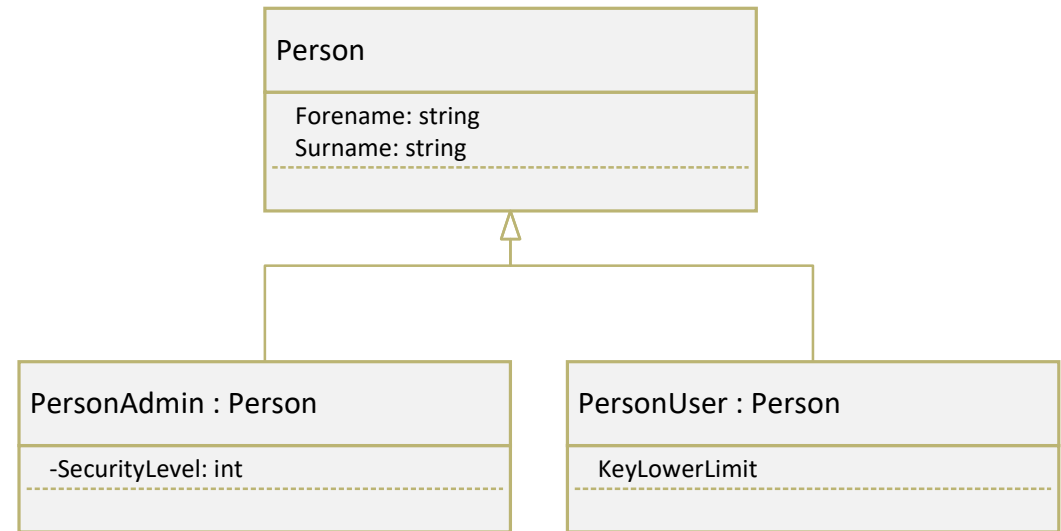 Person
Forename: string
Surname: string
PersonAdmin : Person
-SecurityLevel: int
PersonUser : Person
KeyLowerLimit